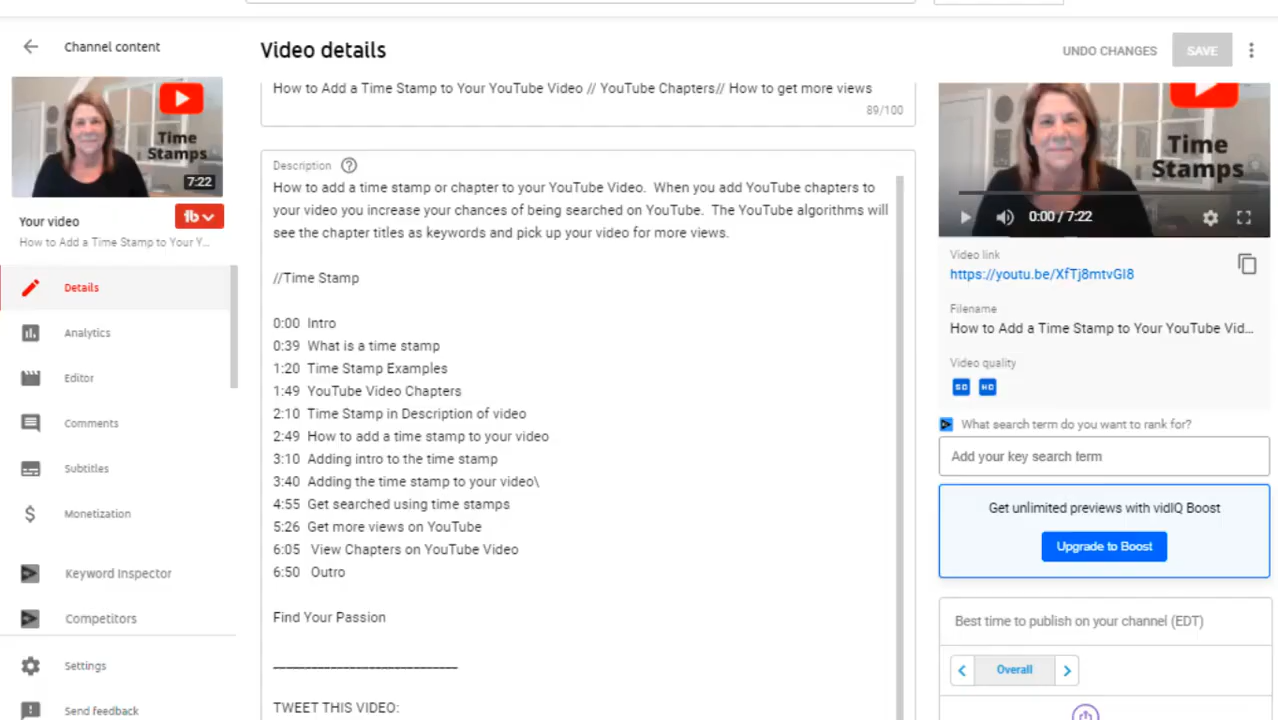 Channel content
Time
Stamps
7:22
Your video
How to Add a Time Stamp to Your Y...
Details
Analytics
Editor
Comments
Subtitles
Monetization
Keyword Inspector
Competitors
Settings
Send feedback
Video details
UNDO CHANGES
SAVE
How to Add a Time Stamp to Your YouTube Video // YouTube Chapters// How to get more views
89/100
Description
How to add a time stamp or chapter to your YouTube Video.  When you add YouTube chapters to
your video you increase your chances of being searched on YouTube.  The YouTube algorithms will
see the chapter titles as keywords and pick up your video for more views.
//Time Stamp
0:00  Intro
0:39  What is a time stamp
1:20  Time Stamp Examples
1:49  YouTube Video Chapters
2:10  Time Stamp in Description of video
2:49  How to add a time stamp to your video
3:10  Adding intro to the time stamp
3:40  Adding the time stamp to your video\
4:55  Get searched using time stamps
5:26  Get more views on YouTube
6:05   View Chapters on YouTube Video
6:50   Outro
Find Your Passion
____________________________
TWEET THIS VIDEO:
Time
Stamps
0:00 / 7:22
Video link
https://youtu.be/XfTj8mtvGI8
Filename
How to Add a Time Stamp to Your YouTube Vid...
Video quality
SD HD
What search term do you want to rank for?
Add your key search term
Get unlimited previews with vidIQ Boost
Upgrade to Boost
Best time to publish on your channel (EDT)
Overall